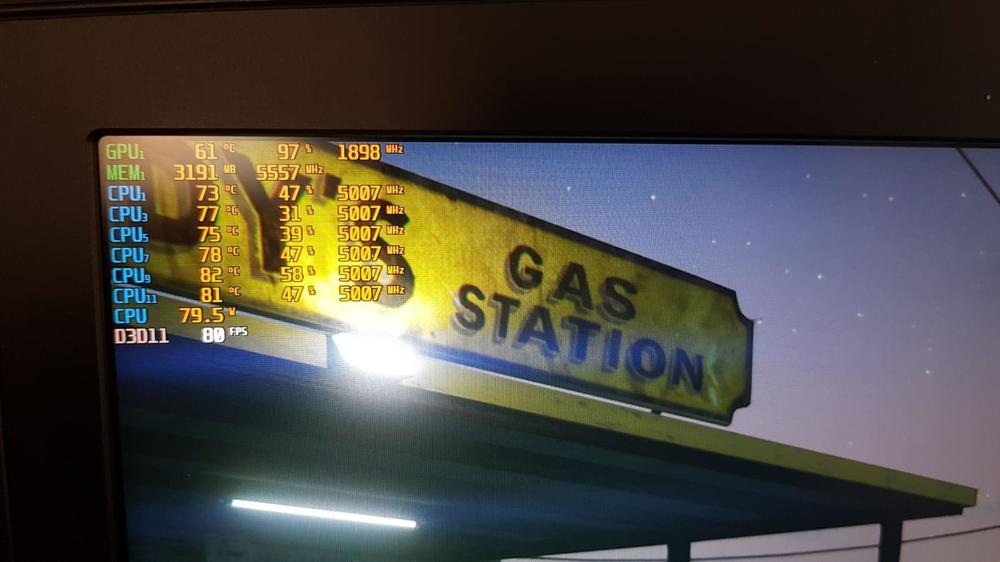 GPU1 61 °C 97 % 1898 MHz
MEM1 3191 MB 5557 MHz
CPU1 73 °C 47 % 5007 MHz
CPU3 77 °C 31 % 5007 MHz
CPU5 75 °C 39 % 5007 MHz
CPU7 78 °C 47 % 5007 MHz
CPU9 82 °C 58 % 5007 MHz
CPU11 81 °C 47 % 5007 MHz
CPU 79.5 W
D3D11 80 FPS
Y'S
GAS
STATION